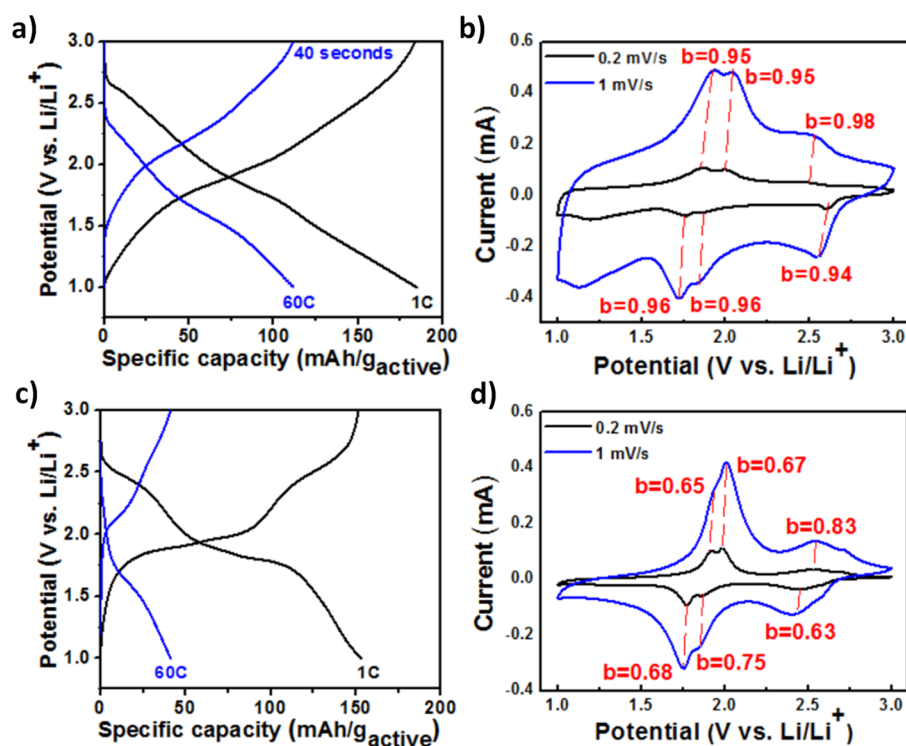 a)
3.0
2.5
2.0
1.5
1.0
Potential (V vs. Li/Li+)
40 seconds
60C
1C
0 50 100 150 200
Specific capacity (mAh/gactive)
b)
0.6
0.4
0.2
0.0
-0.2
-0.4
Current (mA)
0.2 mV/s
1 mV/s
b=0.95
b=0.95
b=0.98
b=0.94
b=0.96
b=0.96
1.0 1.5 2.0 2.5 3.0
Potential (V vs. Li/Li+)
c)
3.0
2.5
2.0
1.5
1.0
Potential (V vs. Li/Li+)
60C
1C
0 50 100 150 200
Specific capacity (mAh/gactive)
d)
0.6
0.4
0.2
0.0
-0.2
-0.4
Current (mA)
0.2 mV/s
1 mV/s
b=0.67
b=0.65
b=0.83
b=0.63
b=0.75
b=0.68
1.0 1.5 2.0 2.5 3.0
Potential (V vs. Li/Li+)